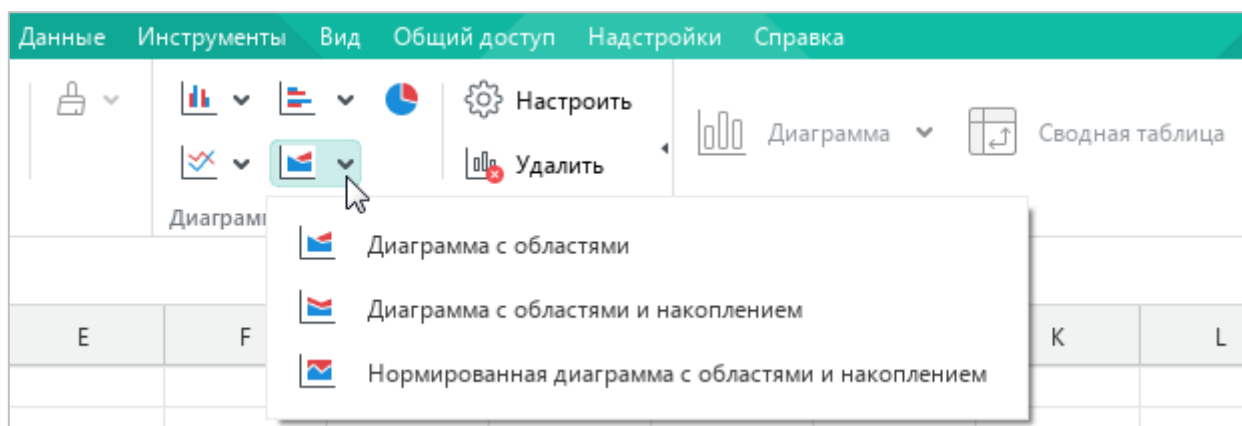 Данные Инструменты Вид Общий доступ Надстройки Справка
Настроить
Удалить
Диаграмма
Сводная таблица
Диаграм
Диаграмма с областями
Диаграмма с областями и накоплением
Нормированная диаграмма с областями и накоплением
E F K L